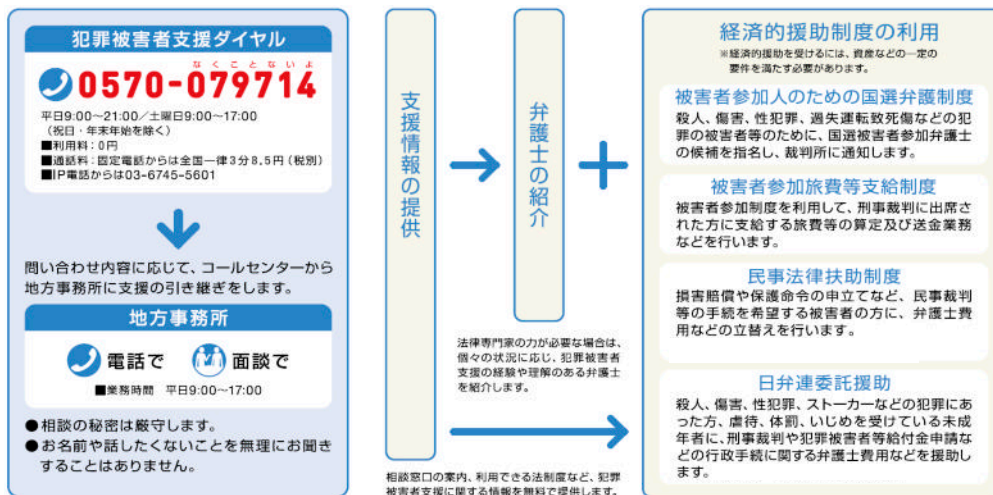 犯罪被害者支援ダイヤル
なくことないよ
0570-079714
平日9:00〜21:00／土曜日9:00〜17:00
（祝日・年末年始を除く）
■利用料：0円
■通話料：固定電話からは全国一律3分8.5円（税別）
■IP電話からは03-6745-5601
問い合わせ内容に応じて、コールセンターから
地方事務所に支援の引き継ぎをします。
地方事務所
電話で 面談で
■業務時間 平日9:00〜17:00
●相談の秘密は厳守します。
●お名前や話したくないことを無理にお聞き
することはありません。
支援情報の提供
相談窓口の案内、利用できる法制度など、犯罪
被害者支援に関する情報を無料で提供します。
弁護士の紹介
法律専門家の力が必要な場合は、
個々の状況に応じ、犯罪被害者
支援の経験や理解のある弁護士
を紹介します。
経済的援助制度の利用
※経済的援助を受けるには、資産などの一定の
要件を満たす必要があります。
被害者参加人のための国選弁護制度
殺人、傷害、性犯罪、過失運転致死傷などの犯
罪の被害者等のために、国選被害者参加弁護士
の候補を指名し、裁判所に通知します。
被害者参加旅費等支給制度
被害者参加制度を利用して、刑事裁判に出席さ
れた方に支給する旅費等の算定及び送金業務
などを行います。
民事法律扶助制度
損害賠償や保護命令の申立てなど、民事裁判
等の手続を希望する被害者の方に、弁護士費
用などの立替えを行います。
日弁連委託援助
殺人、傷害、性犯罪、ストーカーなどの犯罪にあ
った方、虐待、体罰、いじめを受けている未成
年者に、刑事裁判や犯罪被害者等給付金申請な
どの行政手続に関する弁護士費用などを援助し
ます。